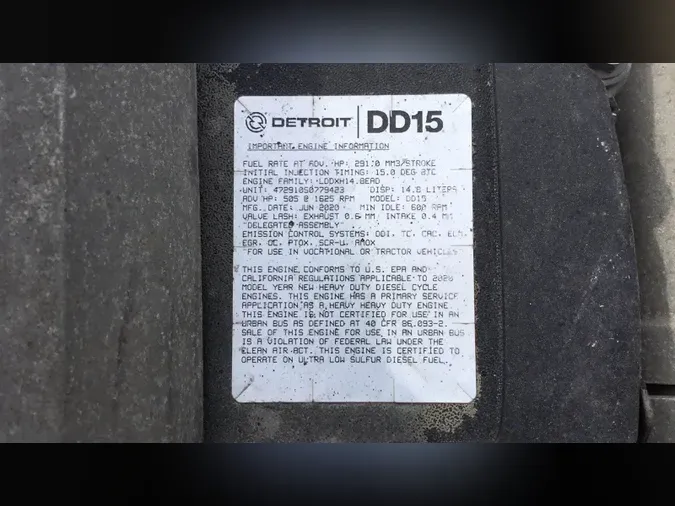 DETROIT DD15
IMPORTANT ENGINE INFORMATION
FUEL RATE AT ADV. HP: 291.0 MM3/STROKE
INITIAL INJECTION TIMING: 15.0 DEG BTC
ENGINE FAMILY: LDDXH14.8EAD
UNIT: 472910S0779423 DISP: 14.8 LITERS
ADV HP: 505 @ 1625 RPM MODEL: DD15
MFG. DATE: JUN 2020 MIN IDLE: 600 RPM
VALVE LASH: EXHAUST 0.6 MM, INTAKE 0.4 MM
"DELEGATED ASSEMBLY"
EMISSION CONTROL SYSTEMS: DDI, TC, CAC, ECM,
EGR, OC, PTOX, SCR-U, AMOX
"FOR USE IN VOCATIONAL OR TRACTOR VEHICLES"
THIS ENGINE CONFORMS TO U.S. EPA AND
CALIFORNIA REGULATIONS APPLICABLE TO 2020
MODEL YEAR NEW HEAVY DUTY DIESEL CYCLE
ENGINES. THIS ENGINE HAS A PRIMARY SERVICE
APPLICATION AS A HEAVY HEAVY DUTY ENGINE.
THIS ENGINE IS NOT CERTIFIED FOR USE IN AN
URBAN BUS AS DEFINED AT 40 CFR 86.093-2.
SALE OF THIS ENGINE FOR USE IN AN URBAN BUS
IS A VIOLATION OF FEDERAL LAW UNDER THE
CLEAN AIR ACT. THIS ENGINE IS CERTIFIED TO
OPERATE ON ULTRA LOW SULFUR DIESEL FUEL.